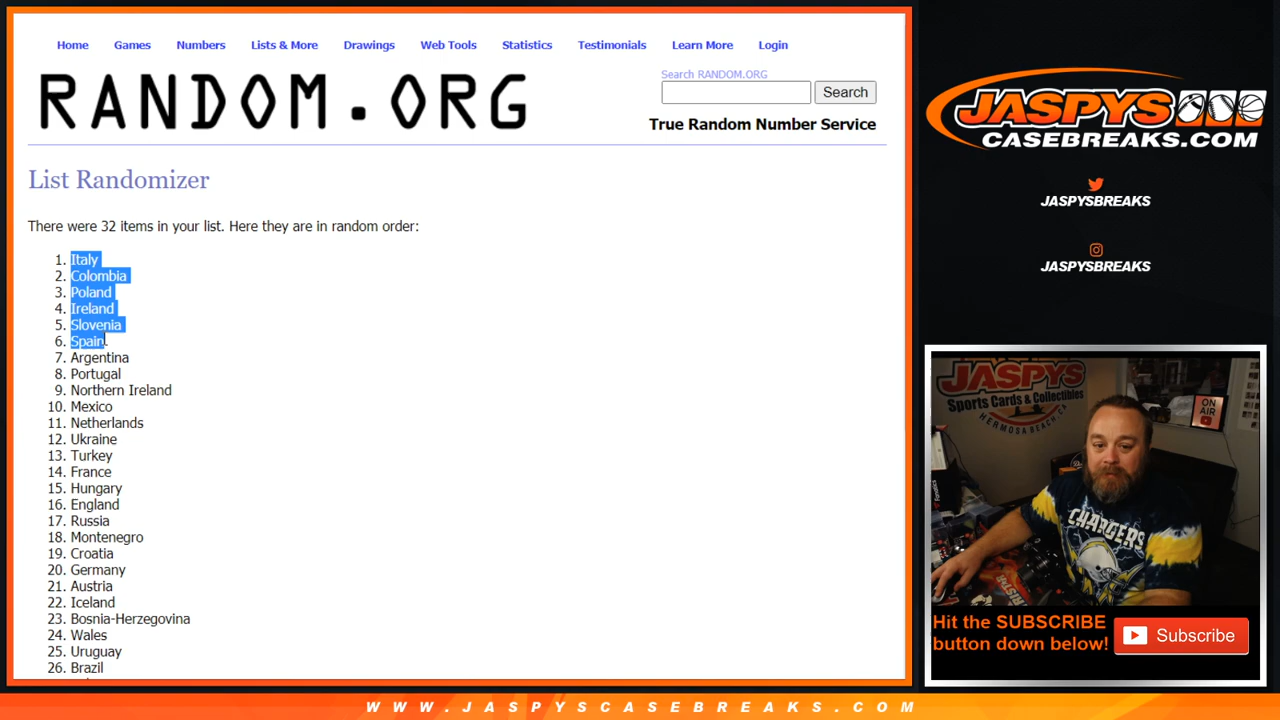 Home Games Numbers Lists & More Drawings Web Tools Statistics Testimonials Learn More Login
RANDOM.ORG
Search RANDOM.ORG
Search
True Random Number Service
List Randomizer
There were 32 items in your list. Here they are in random order:
1. Italy
2. Colombia
3. Poland
4. Ireland
5. Slovenia
6. Spain
7. Argentina
8. Portugal
9. Northern Ireland
10. Mexico
11. Netherlands
12. Ukraine
13. Turkey
14. France
15. Hungary
16. England
17. Russia
18. Montenegro
19. Croatia
20. Germany
21. Austria
22. Iceland
23. Bosnia-Herzegovina
24. Wales
25. Uruguay
26. Brazil
JASPYS
CASEBREAKS.COM
JASPYSBREAKS
JASPYSBREAKS
JASPYS
Sports Cards & Collectibles
HERMOSA BEACH, CA
ON
AIR
CHARGERS
Hit the SUBSCRIBE
button down below!
Subscribe
WWW.JASPYSCASEBREAKS.COM